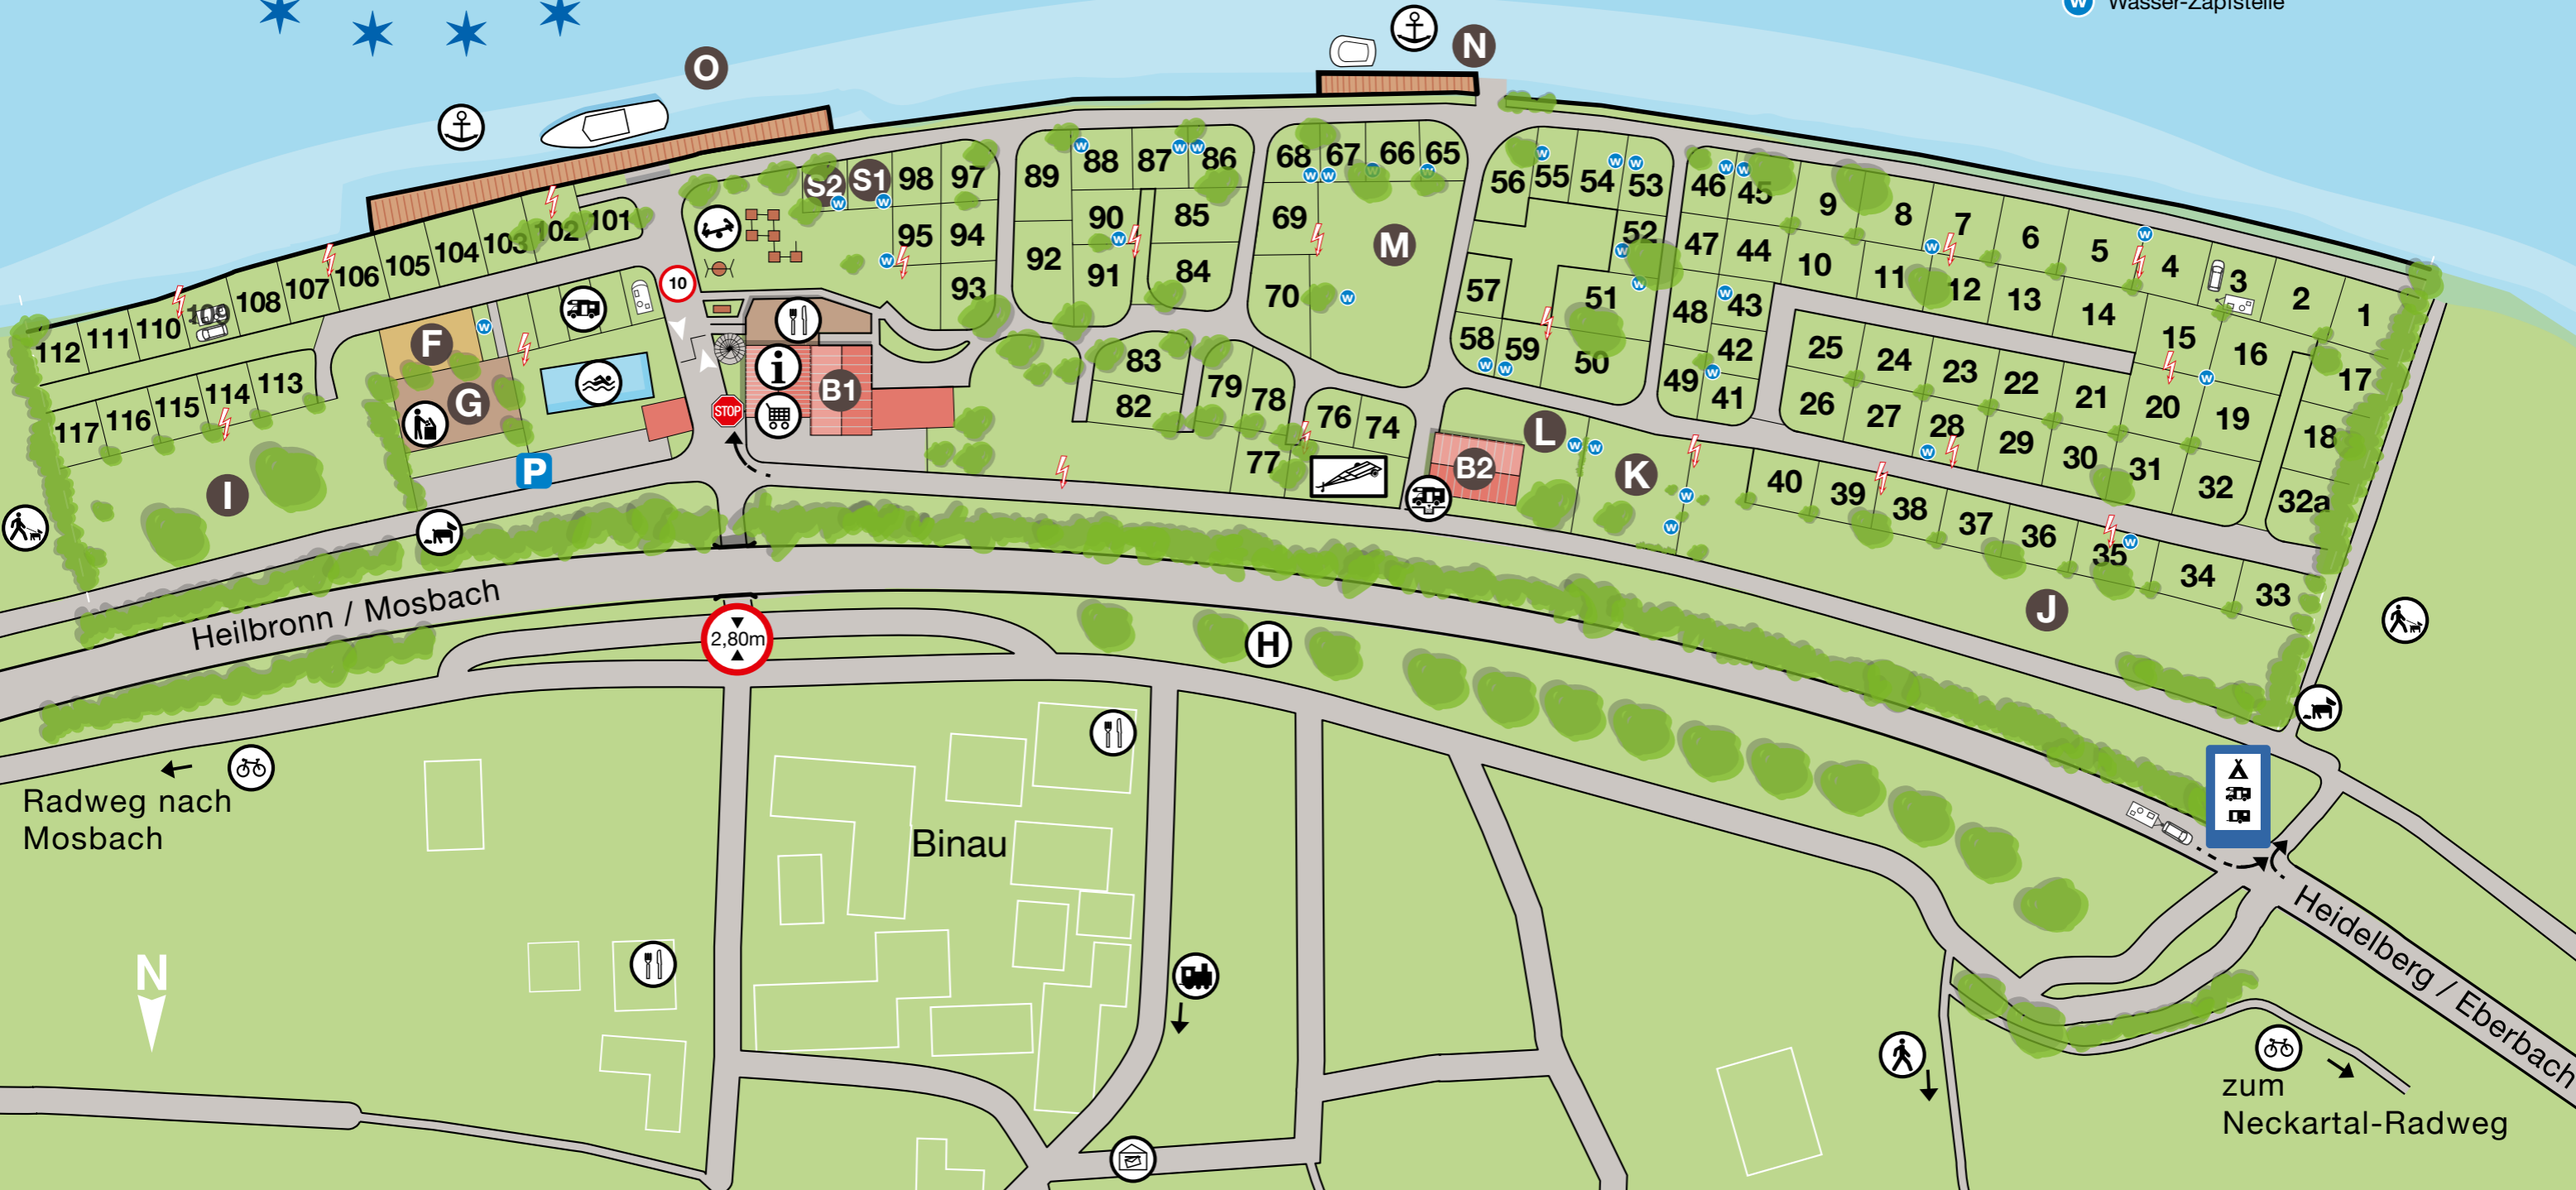 W Wasser-Zapfstelle
O
N
S2 S1 98 97
89 88 87 86
68 67 66 65
56 55 54 53
46 45 9 8 7 6 5 4 3 2 1
112 111 110 109 108 107 106 105 104 103 102 101
95 94
93
92 90 91 85 84
69 70 M
52 57 51 58 59 50
47 44 10 11 12 13 14 15 16 17
48 43 42 49 41
25 24 23 22 21 20 19 18
26 27 28 29 30 31 32 32a
10
F
G
i
B1
STOP
117 116 115 114 113
83 82 79 78 77 76 74
B2
L
K
40 39 38 37 36 35 34 33
I
P
J
Heilbronn / Mosbach
2,80m
H
Radweg nach
Mosbach
Binau
N
Heidelberg / Eberbach
zum
Neckartal-Radweg